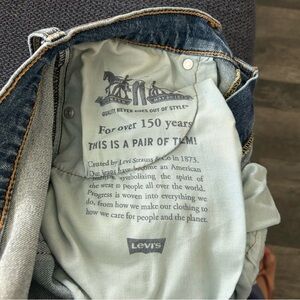 QUALITY NEVER GOES OUT OF STYLE®
For over 150 years
THIS IS A PAIR OF THEM!
Created by Levi Strauss & Co in 1873.
Our jeans have become an American
symbolising the spirit of
the west to people all over the world.
Progress is woven into everything we
do, from how we make our clothing to
how we care for people and the planet.
LEVI'S